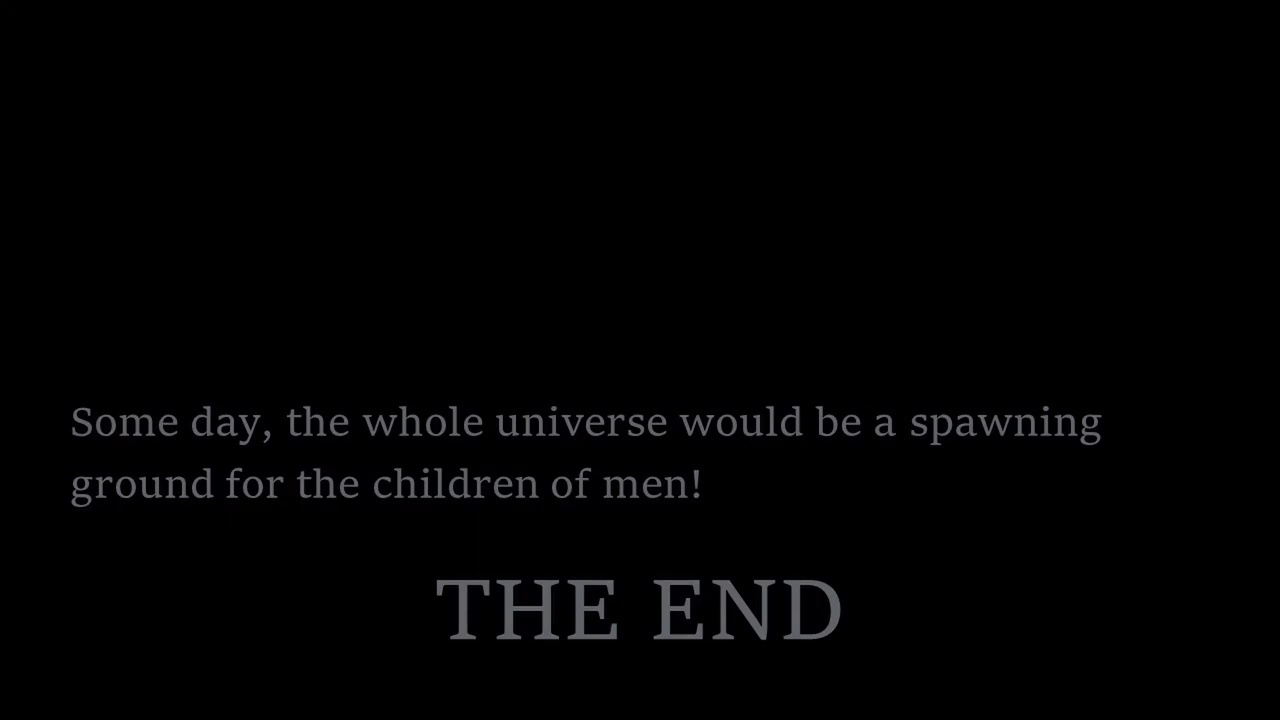 Some day, the whole universe would be a spawning
ground for the children of men!
THE END